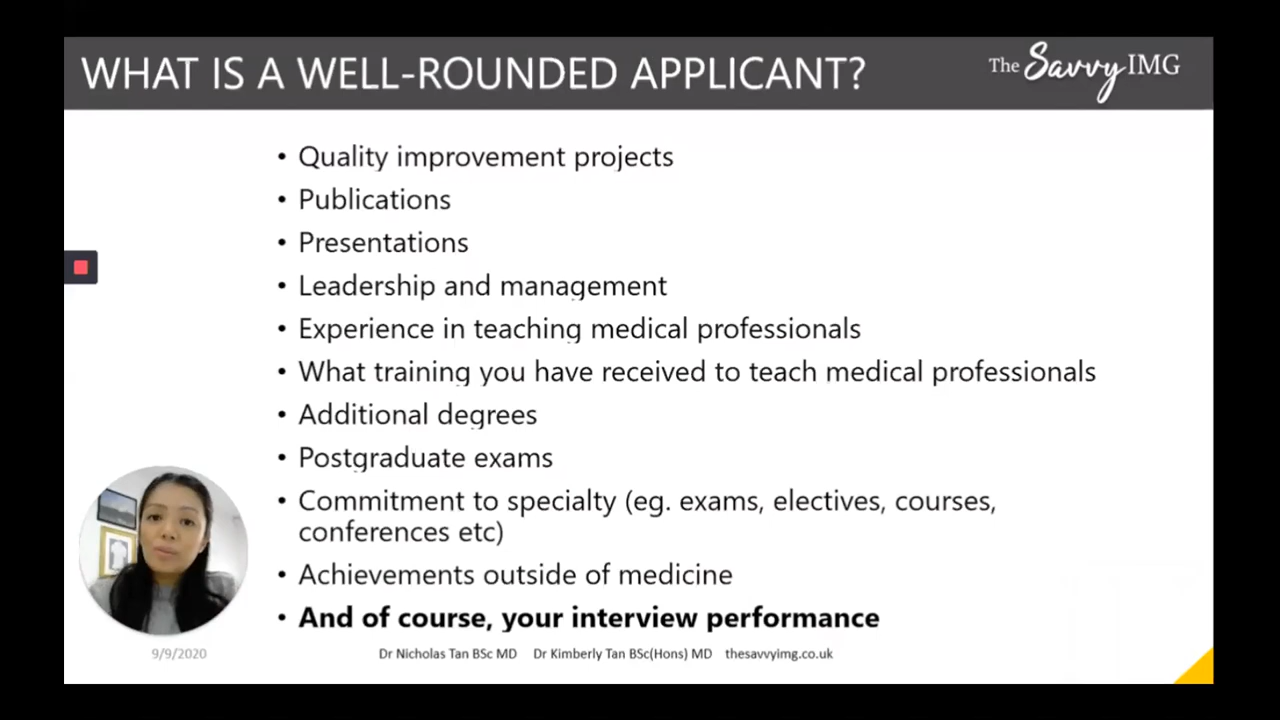 WHAT IS A WELL-ROUNDED APPLICANT?
The Savvy IMG
• Quality improvement projects
• Publications
• Presentations
• Leadership and management
• Experience in teaching medical professionals
• What training you have received to teach medical professionals
• Additional degrees
• Postgraduate exams
• Commitment to specialty (eg. exams, electives, courses,
conferences etc)
• Achievements outside of medicine
• And of course, your interview performance
9/9/2020 Dr Nicholas Tan BSc MD Dr Kimberly Tan BSc(Hons) MD thesavvyimg.co.uk